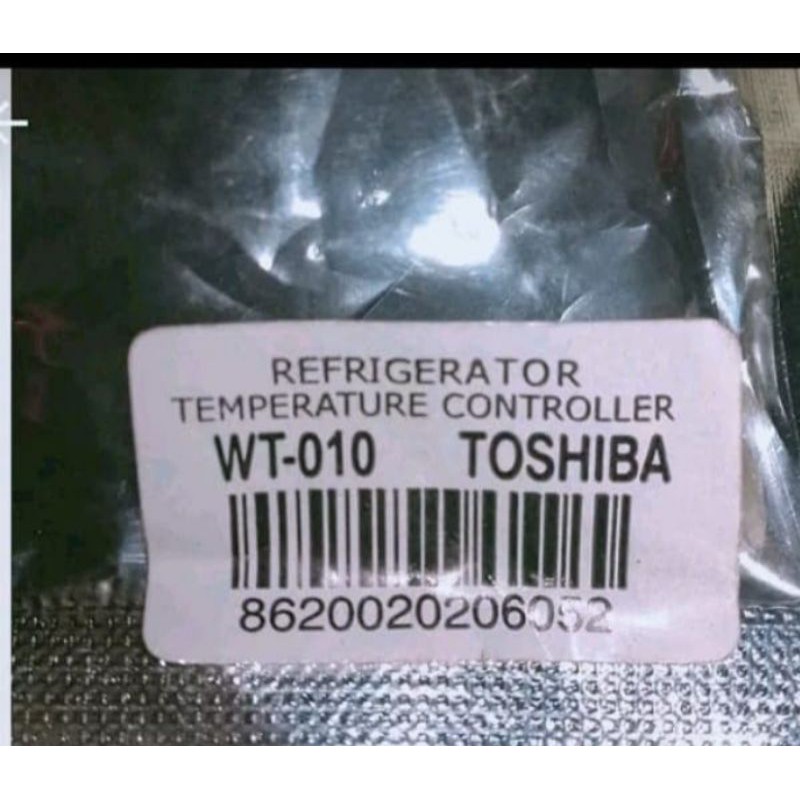 REFRIGERATOR
TEMPERATURE CONTROLLER
WT-010 TOSHIBA
8620020206052